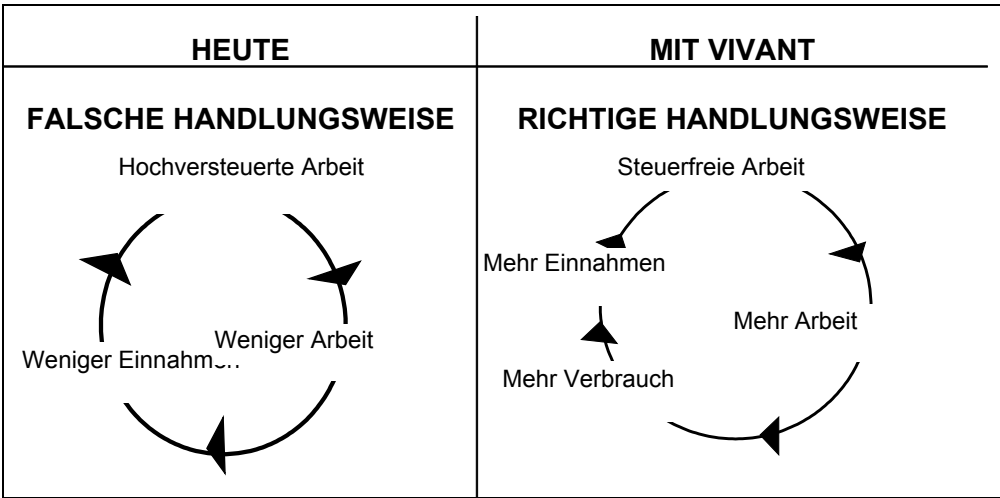 HEUTE
MIT VIVANT
FALSCHE HANDLUNGSWEISE
Hochversteuerte Arbeit
Weniger Arbeit
Weniger
RICHTIGE HANDLUNGSWEISE
Steuerfreie Arbeit
Mehr Einnahmen
Mehr Arbeit
Mehr Verbrauch